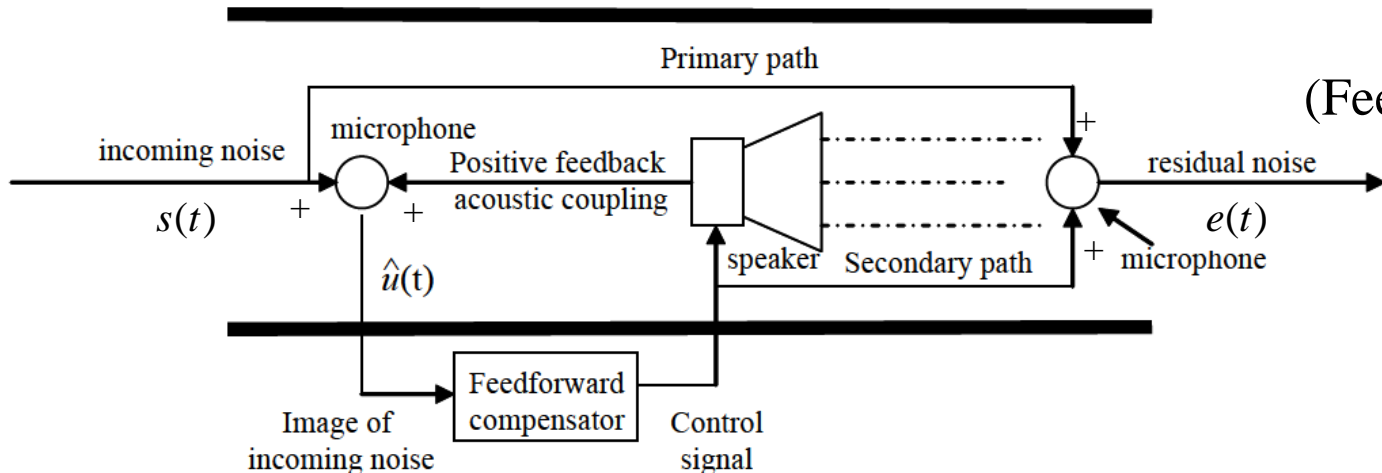 Primary path
(Fee
+
microphone
incoming noise
Positive feedback
acoustic coupling
residual noise
+
+
s(t)
e(t)
+
speaker
Secondary path
microphone
û(t)
Feedforward
compensator
Image of
incoming noise
Control
signal